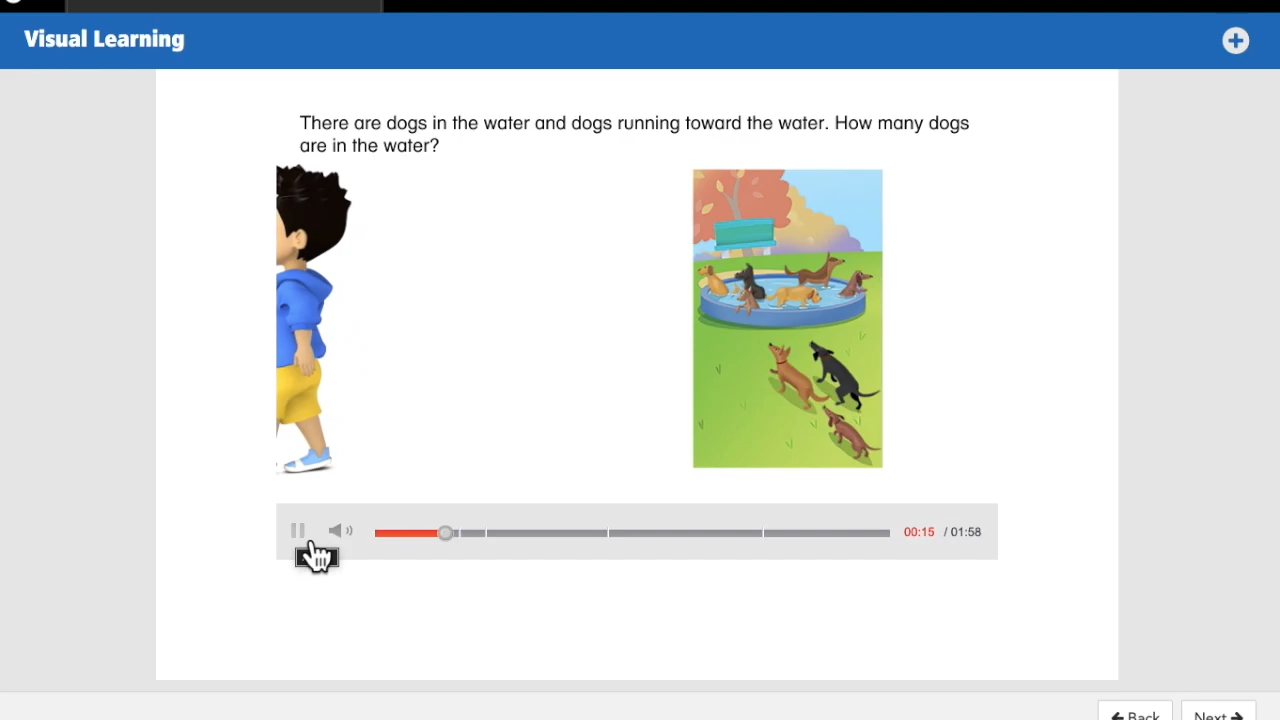 Visual Learning
There are dogs in the water and dogs running toward the water. How many dogs
are in the water?
00:15 / 01:58
Back
Next